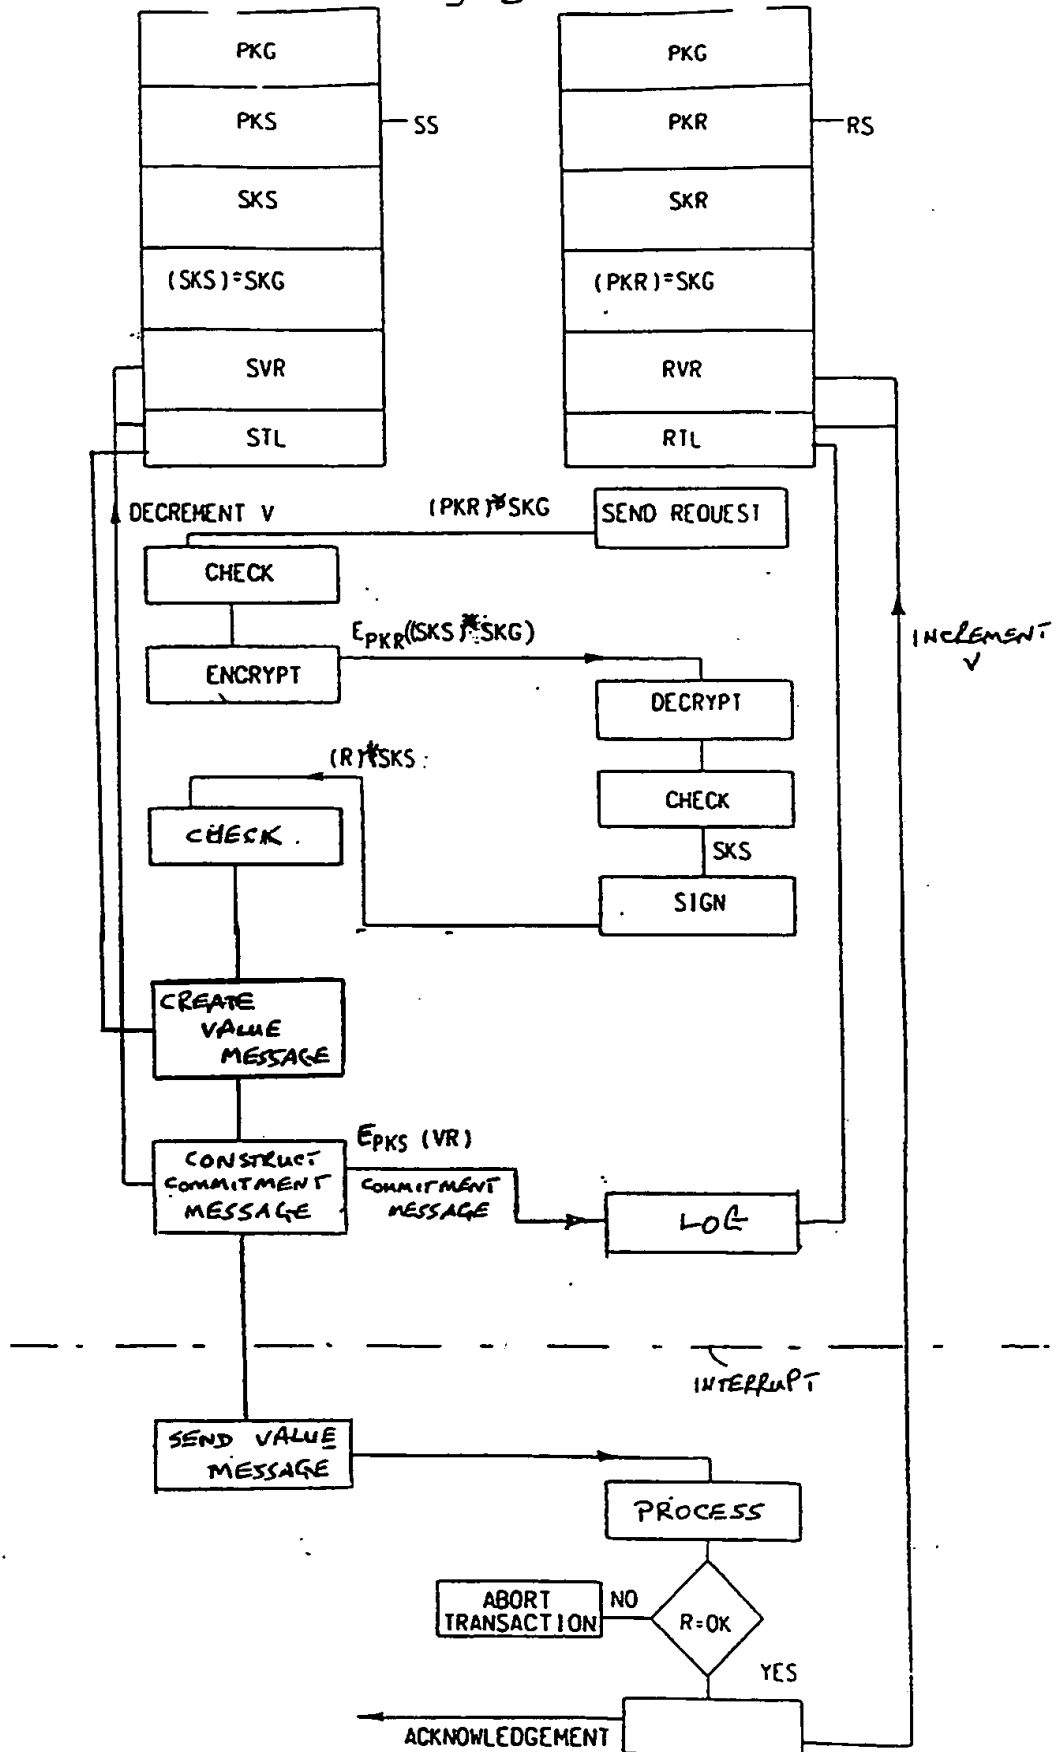 PKG
PKS
SS
SKS
(SKS)*SKG
SVR
STL
PKG
PKR
RS
SKR
(PKR)*SKG
RVR
RTL
DECREMENT V
(PKR)*SKG
SEND REQUEST
CHECK
E_PKR((SKS)*SKG)
ENCRYPT
INCREMENT
V
DECRYPT
(R)*SKS
CHECK
CHECK
SKS
SIGN
CREATE
VALUE
MESSAGE
E_PKS (VR)
CONSTRUCT
COMMITMENT
MESSAGE
COMMITMENT
MESSAGE
LOG
INTERRUPT
SEND VALUE
MESSAGE
PROCESS
ABORT
TRANSACTION
NO
R=OK
YES
ACKNOWLEDGEMENT